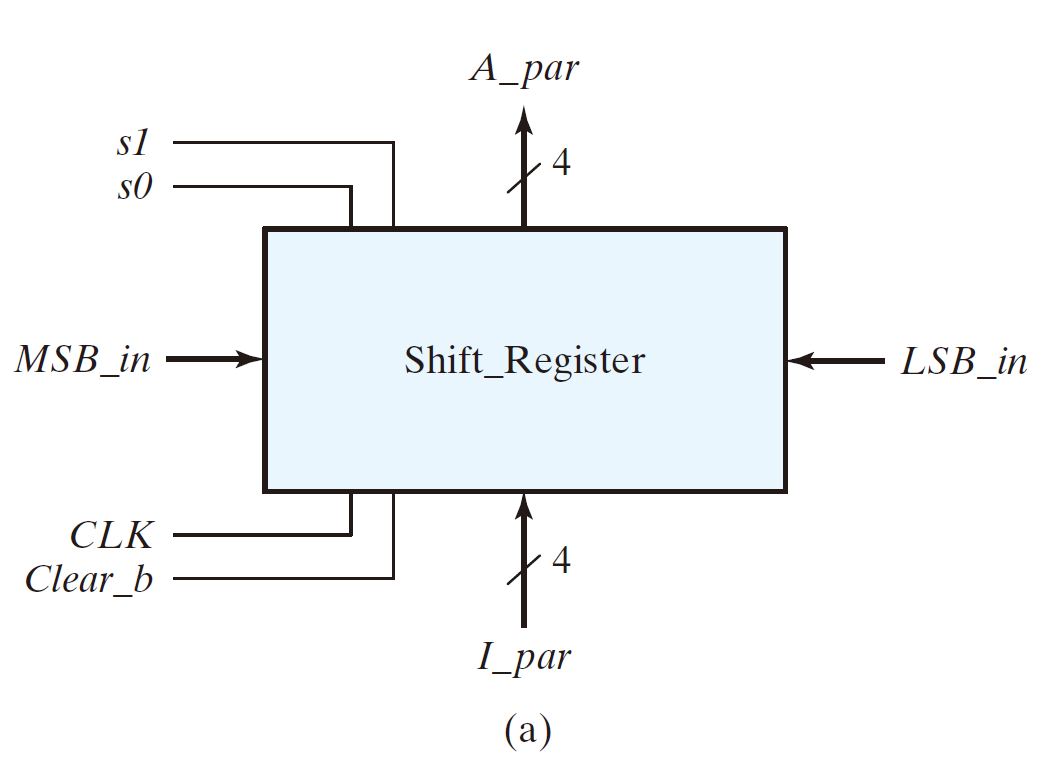 A_par
s1
4
s0
MSB_in
Shift_Register
LSB_in
CLK
4
Clear_b
I_par
(a)